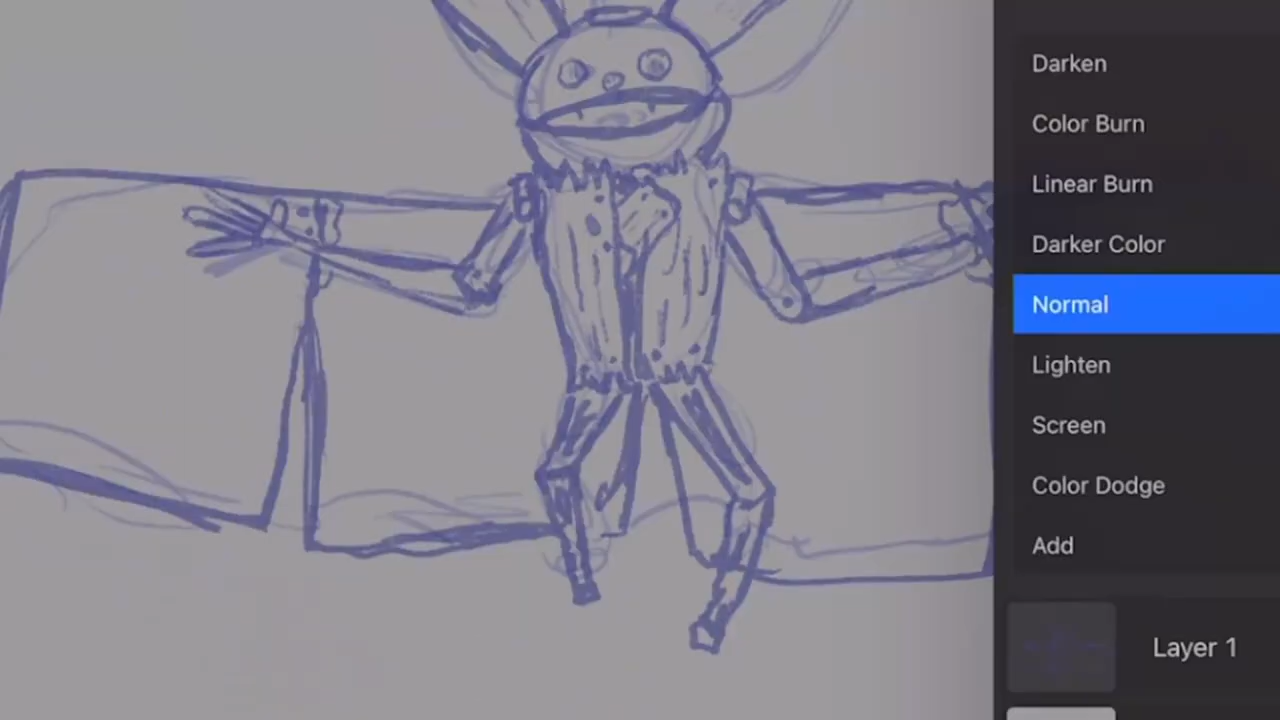 Darken
Color Burn
Linear Burn
Darker Color
Normal
Lighten
Screen
Color Dodge
Add
Layer 1